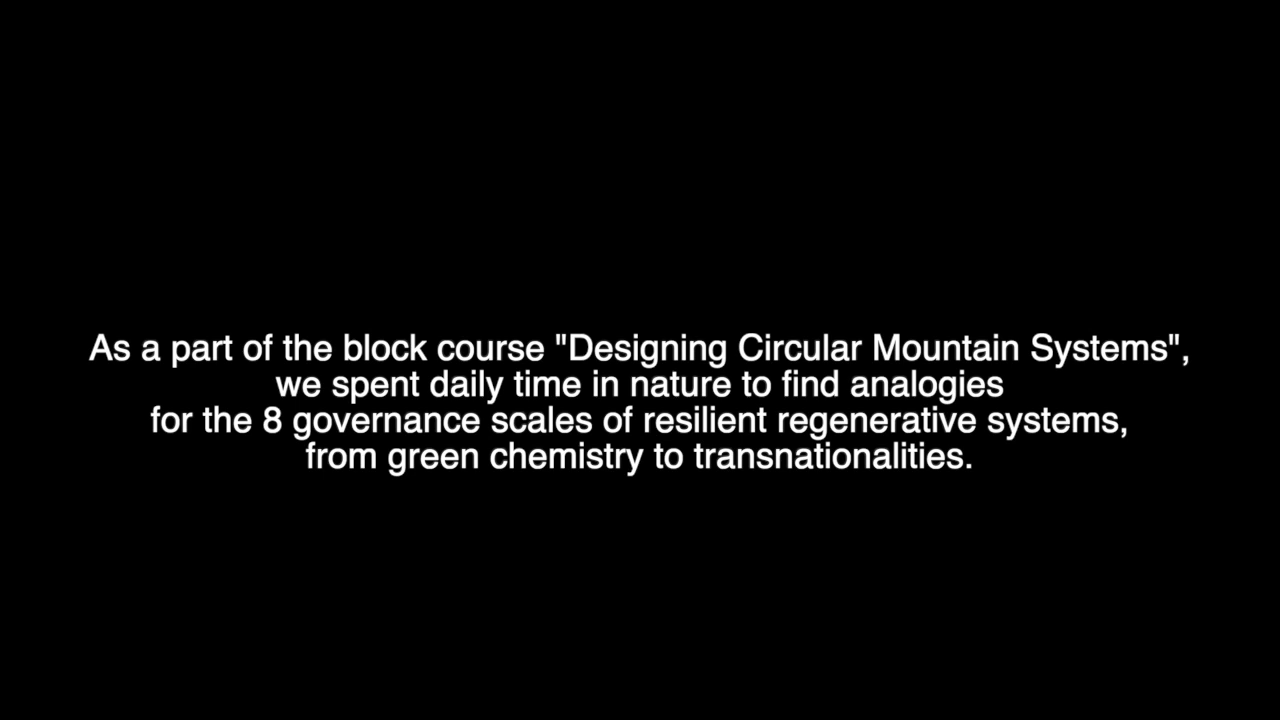 As a part of the block course "Designing Circular Mountain Systems",
we spent daily time in nature to find analogies
for the 8 governance scales of resilient regenerative systems,
from green chemistry to transnationalities.